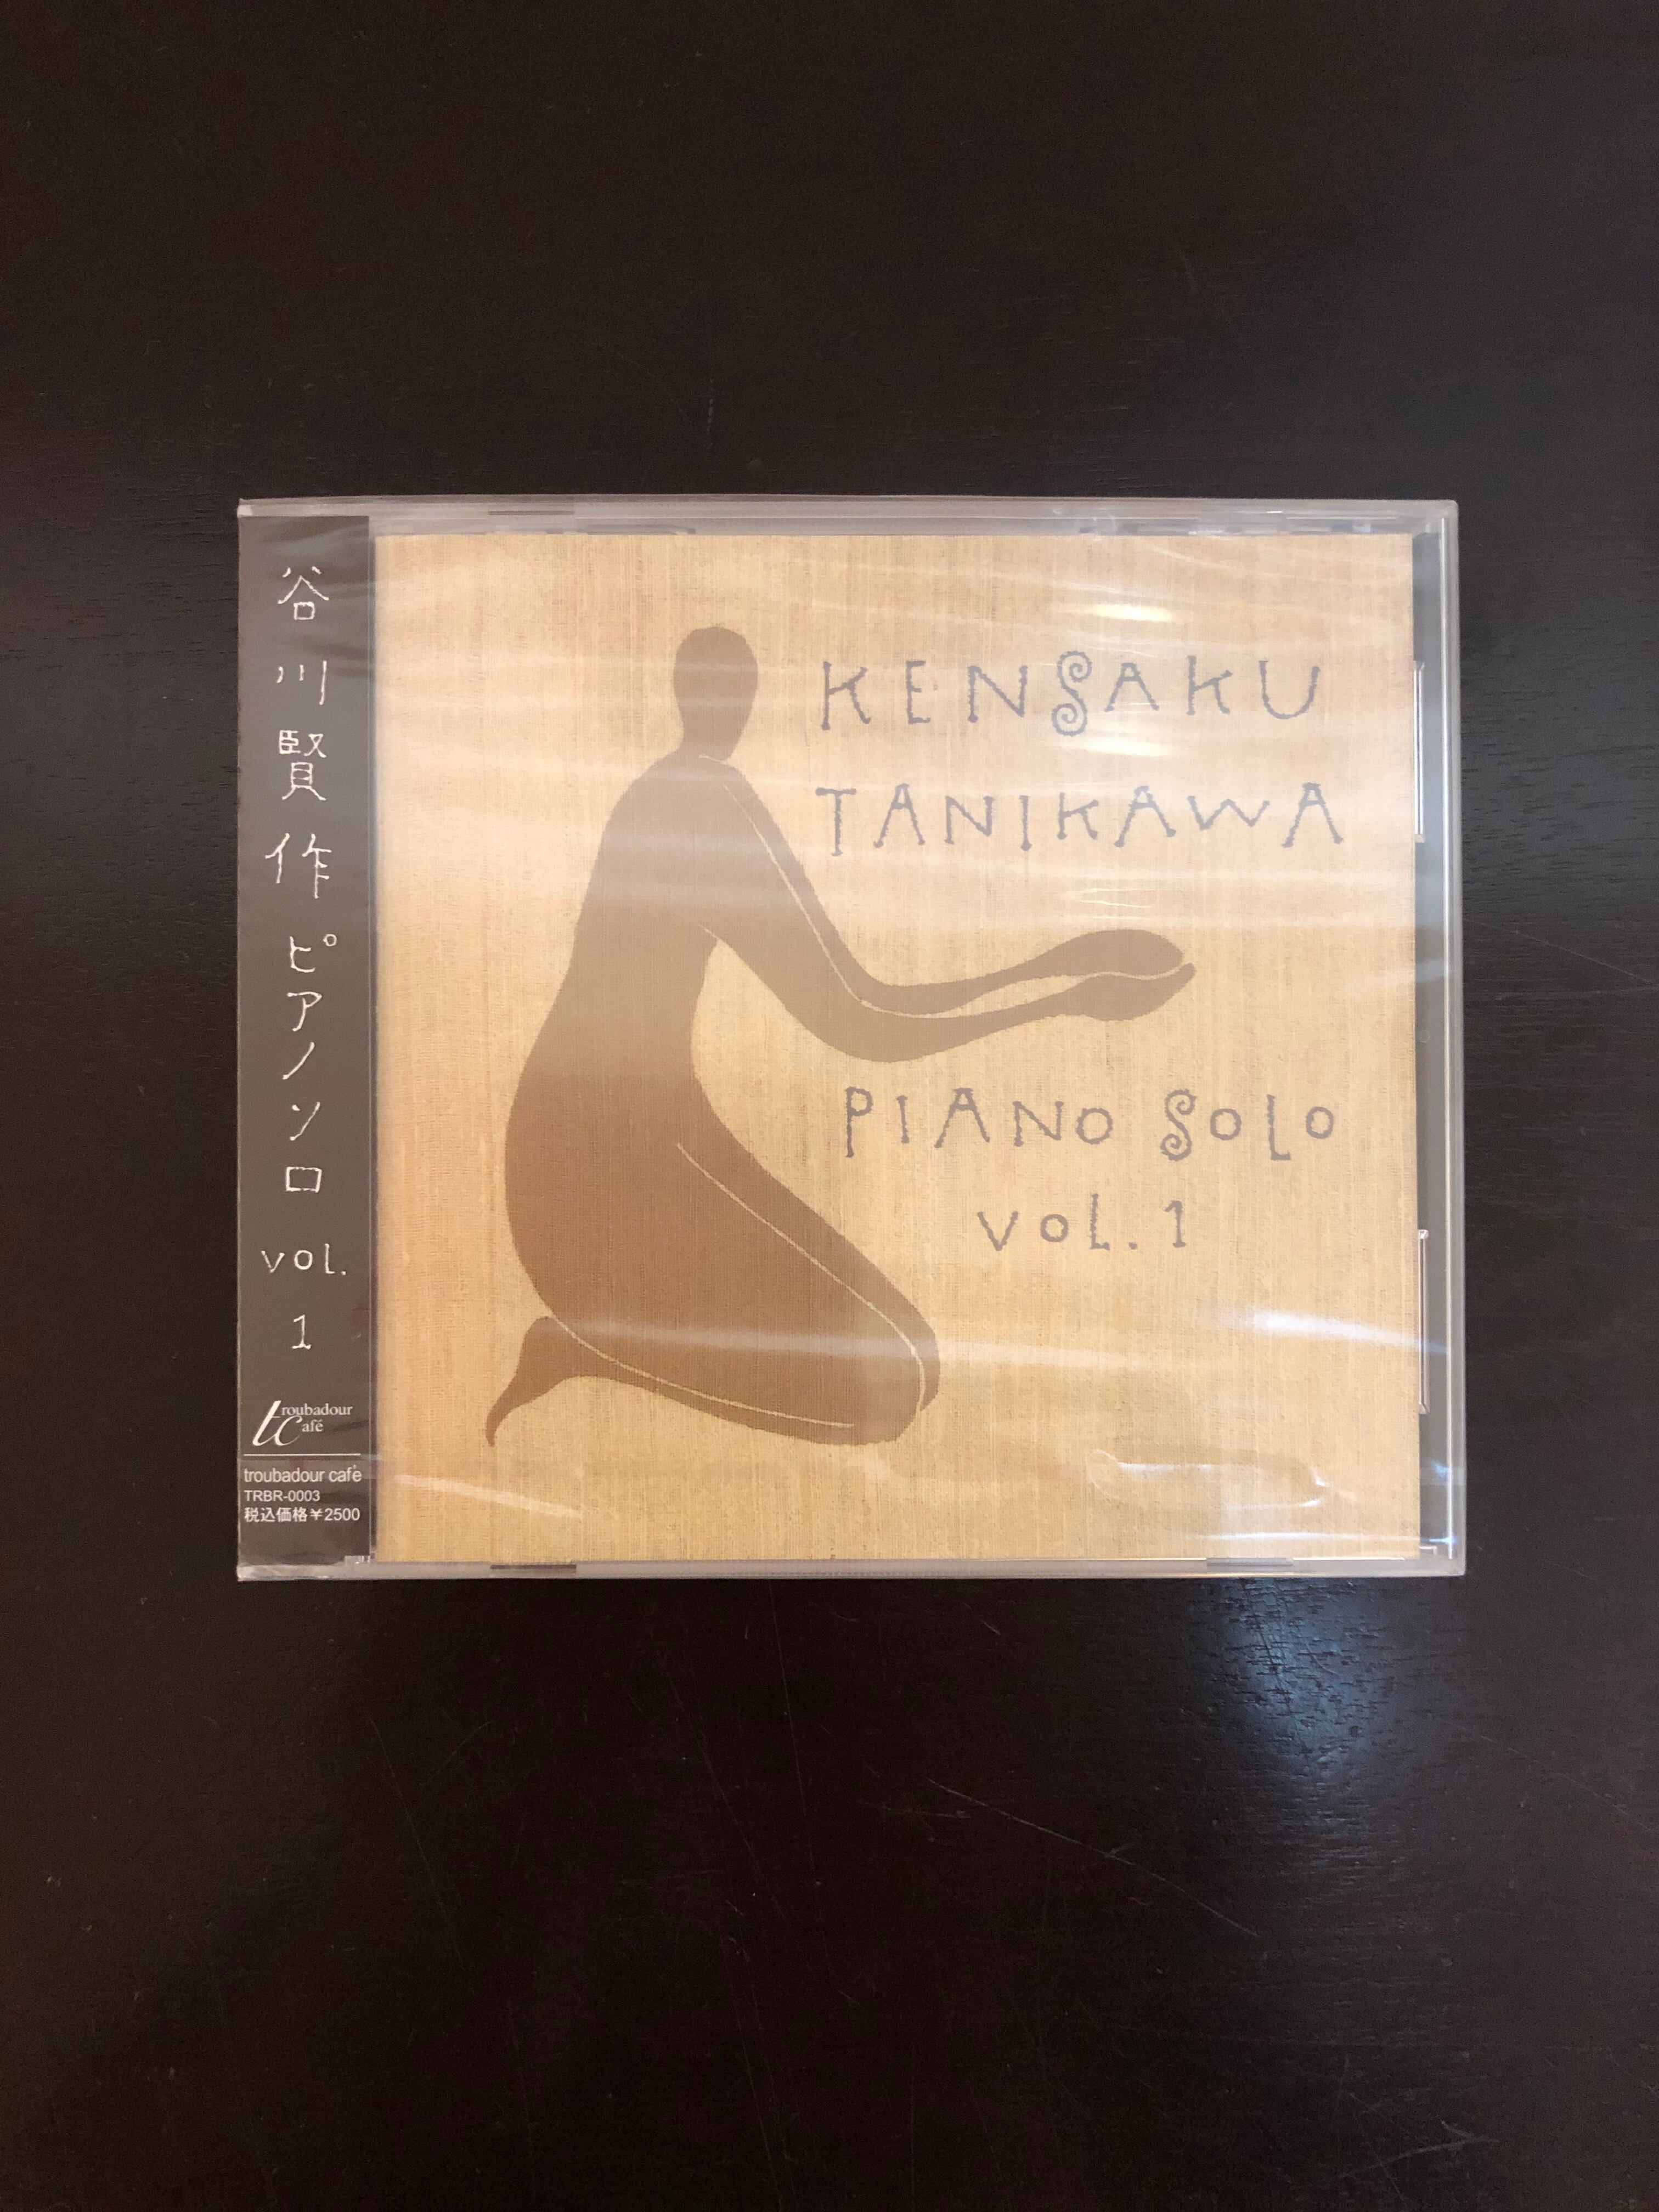 谷川賢作ピアノソロ vol. 1
troubadour café
troubadour café
TRBR-0003
税込価格￥2500
KENSAKU
TANIKAWA
PIANO SOLO
vol. 1